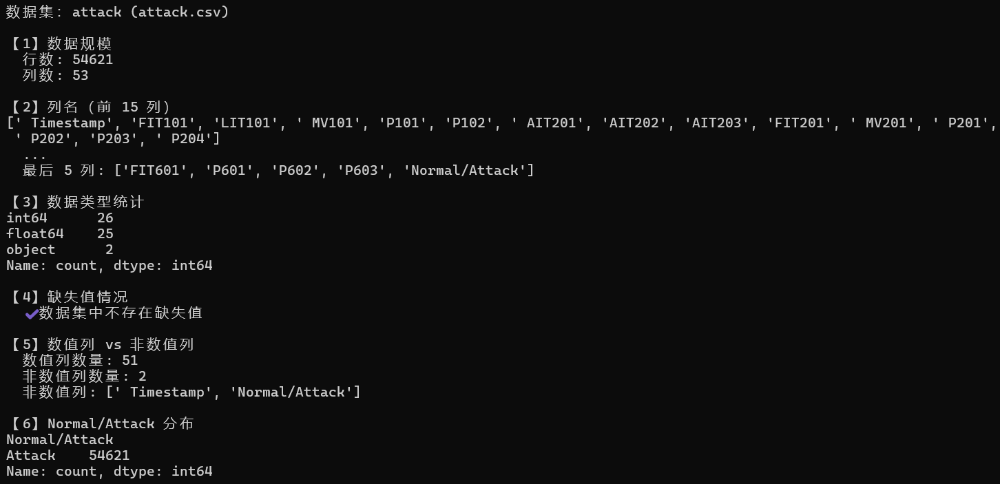 数据集: attack (attack.csv)
【1】数据规模
行数: 54621
列数: 53
【2】列名 (前 15 列)
[' Timestamp', 'FIT101', 'LIT101', ' MV101', 'P101', 'P102', ' AIT201', 'AIT202', 'AIT203', 'FIT201', ' MV201', ' P201',
' P202', 'P203', ' P204']
...
最后 5 列: ['FIT601', 'P601', 'P602', 'P603', 'Normal/Attack']
【3】数据类型统计
int64      26
float64    25
object      2
Name: count, dtype: int64
【4】缺失值情况
✔数据集中不存在缺失值
【5】数值列 vs 非数值列
数值列数量: 51
非数值列数量: 2
非数值列: [' Timestamp', 'Normal/Attack']
【6】Normal/Attack 分布
Normal/Attack
Attack    54621
Name: count, dtype: int64